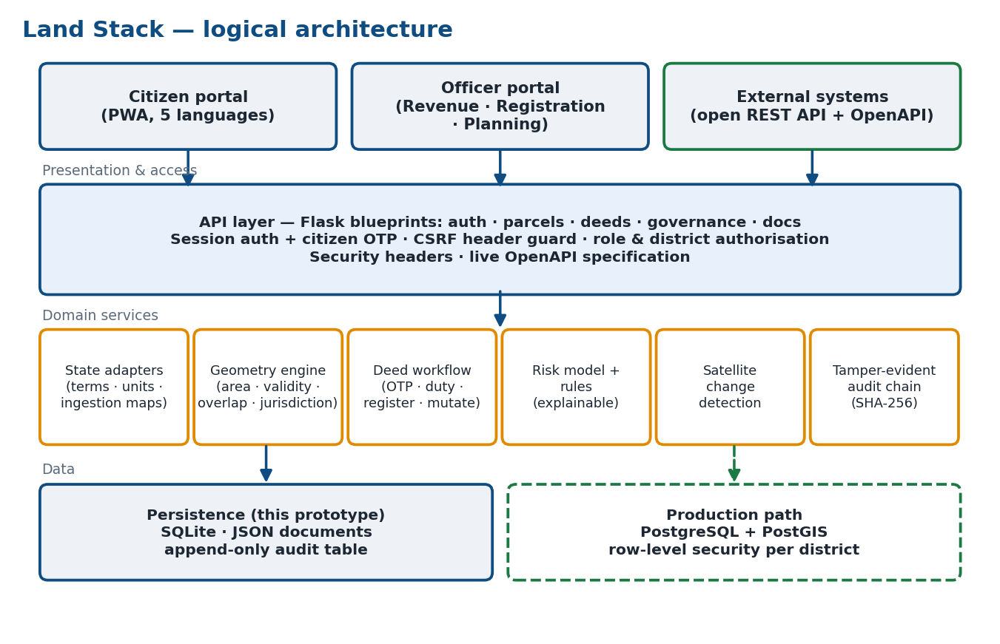 Land Stack — logical architecture
Citizen portal
(PWA, 5 languages)
Officer portal
(Revenue · Registration
· Planning)
External systems
(open REST API + OpenAPI)
Presentation & access
API layer — Flask blueprints: auth · parcels · deeds · governance · docs
Session auth + citizen OTP · CSRF header guard · role & district authorisation
Security headers · live OpenAPI specification
Domain services
State adapters
(terms · units ·
ingestion maps)
Geometry engine
(area · validity ·
overlap · jurisdiction)
Deed workflow
(OTP · duty ·
register · mutate)
Risk model +
rules
(explainable)
Satellite
change
detection
Tamper-evident
audit chain
(SHA-256)
Data
Persistence (this prototype)
SQLite · JSON documents
append-only audit table
Production path
PostgreSQL + PostGIS
row-level security per district